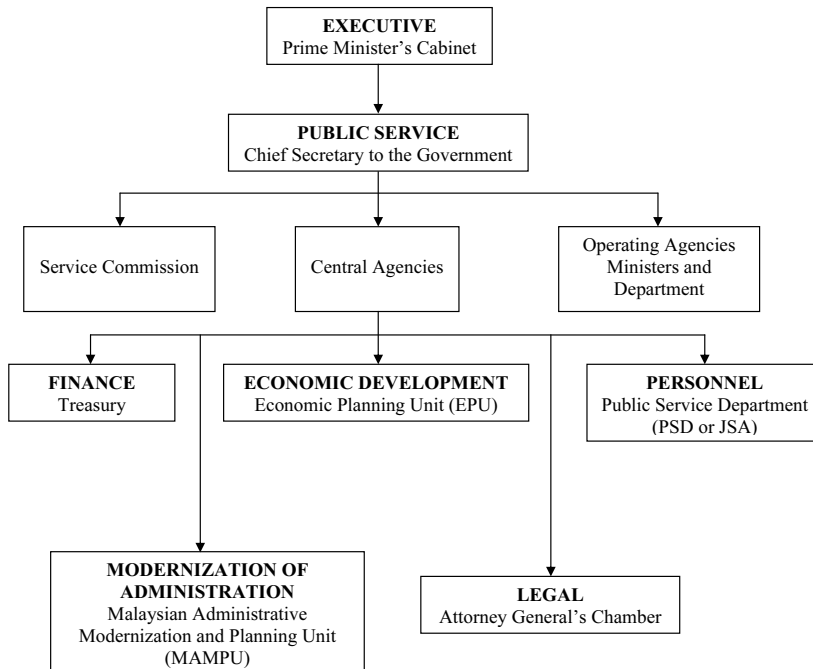 EXECUTIVE
Prime Minister’s Cabinet
PUBLIC SERVICE
Chief Secretary to the Government
Service Commission
Central Agencies
Operating Agencies
Ministers and
Department
FINANCE
Treasury
ECONOMIC DEVELOPMENT
Economic Planning Unit (EPU)
PERSONNEL
Public Service Department
(PSD or JSA)
MODERNIZATION OF
ADMINISTRATION
Malaysian Administrative
Modernization and Planning Unit
(MAMPU)
LEGAL
Attorney General’s Chamber